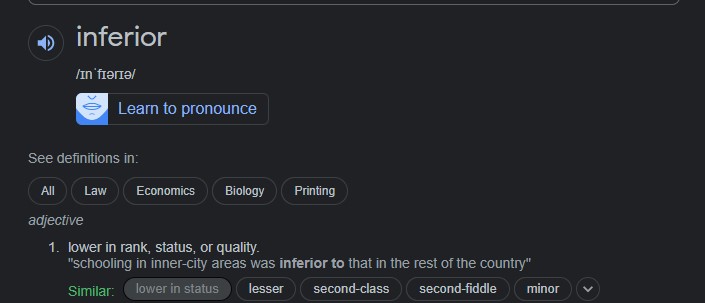 inferior
/ɪnˈfɪərɪə/
Learn to pronounce
See definitions in:
All Law Economics Biology Printing
adjective
1. lower in rank, status, or quality.
"schooling in inner-city areas was inferior to that in the rest of the country"
Similar: lower in status lesser second-class second-fiddle minor